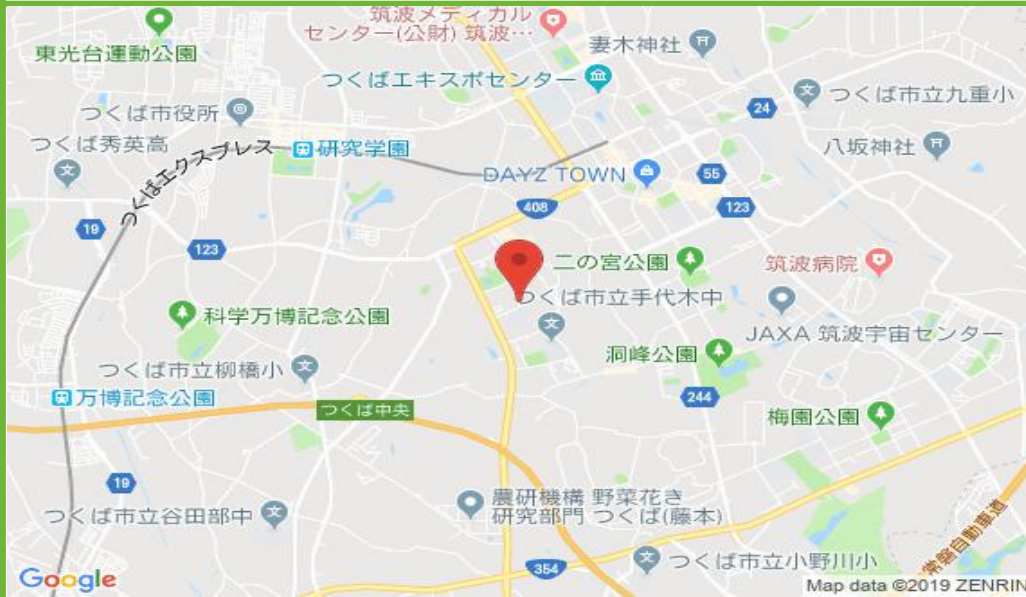 筑波メディカル
センター(公財) 筑波…
東光台運動公園
妻木神社
つくばエキスポセンター
つくば市立九重小
24
つくば市役所
つくば秀英高
研究学園
八坂神社
つくばエクスプレス
DAYZ TOWN
55
408
123
19
123
二の宮公園
筑波病院
つくば市立手代木中
科学万博記念公園
JAXA 筑波宇宙センター
洞峰公園
つくば市立柳橋小
万博記念公園
244
つくば中央
梅園公園
19
農研機構 野菜花き
研究部門 つくば(藤本)
つくば市立谷田部中
常磐自動車道
354
つくば市立小野川小
Google
Map data ©2019 ZENRIN